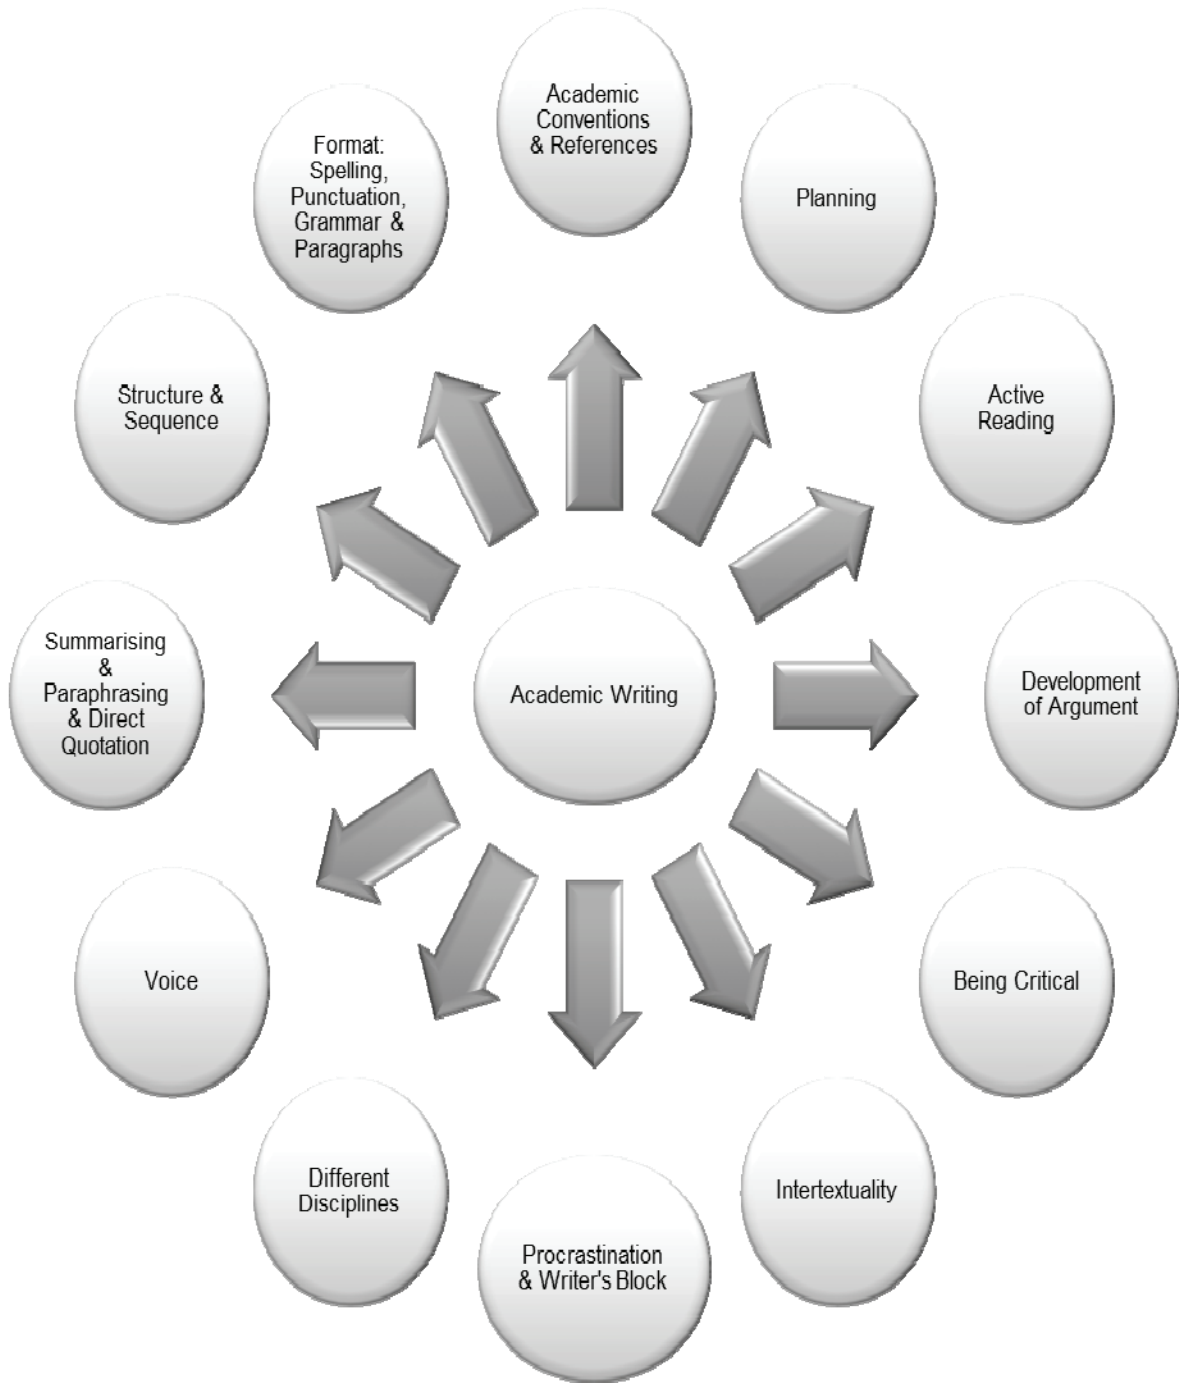 Academic
Conventions
& References
Planning
Active
Reading
Development
of Argument
Being Critical
Intertextuality
Procrastination
& Writer's Block
Different
Disciplines
Voice
Summarising
&
Paraphrasing
& Direct
Quotation
Structure &
Sequence
Format:
Spelling,
Punctuation,
Grammar &
Paragraphs
Academic Writing